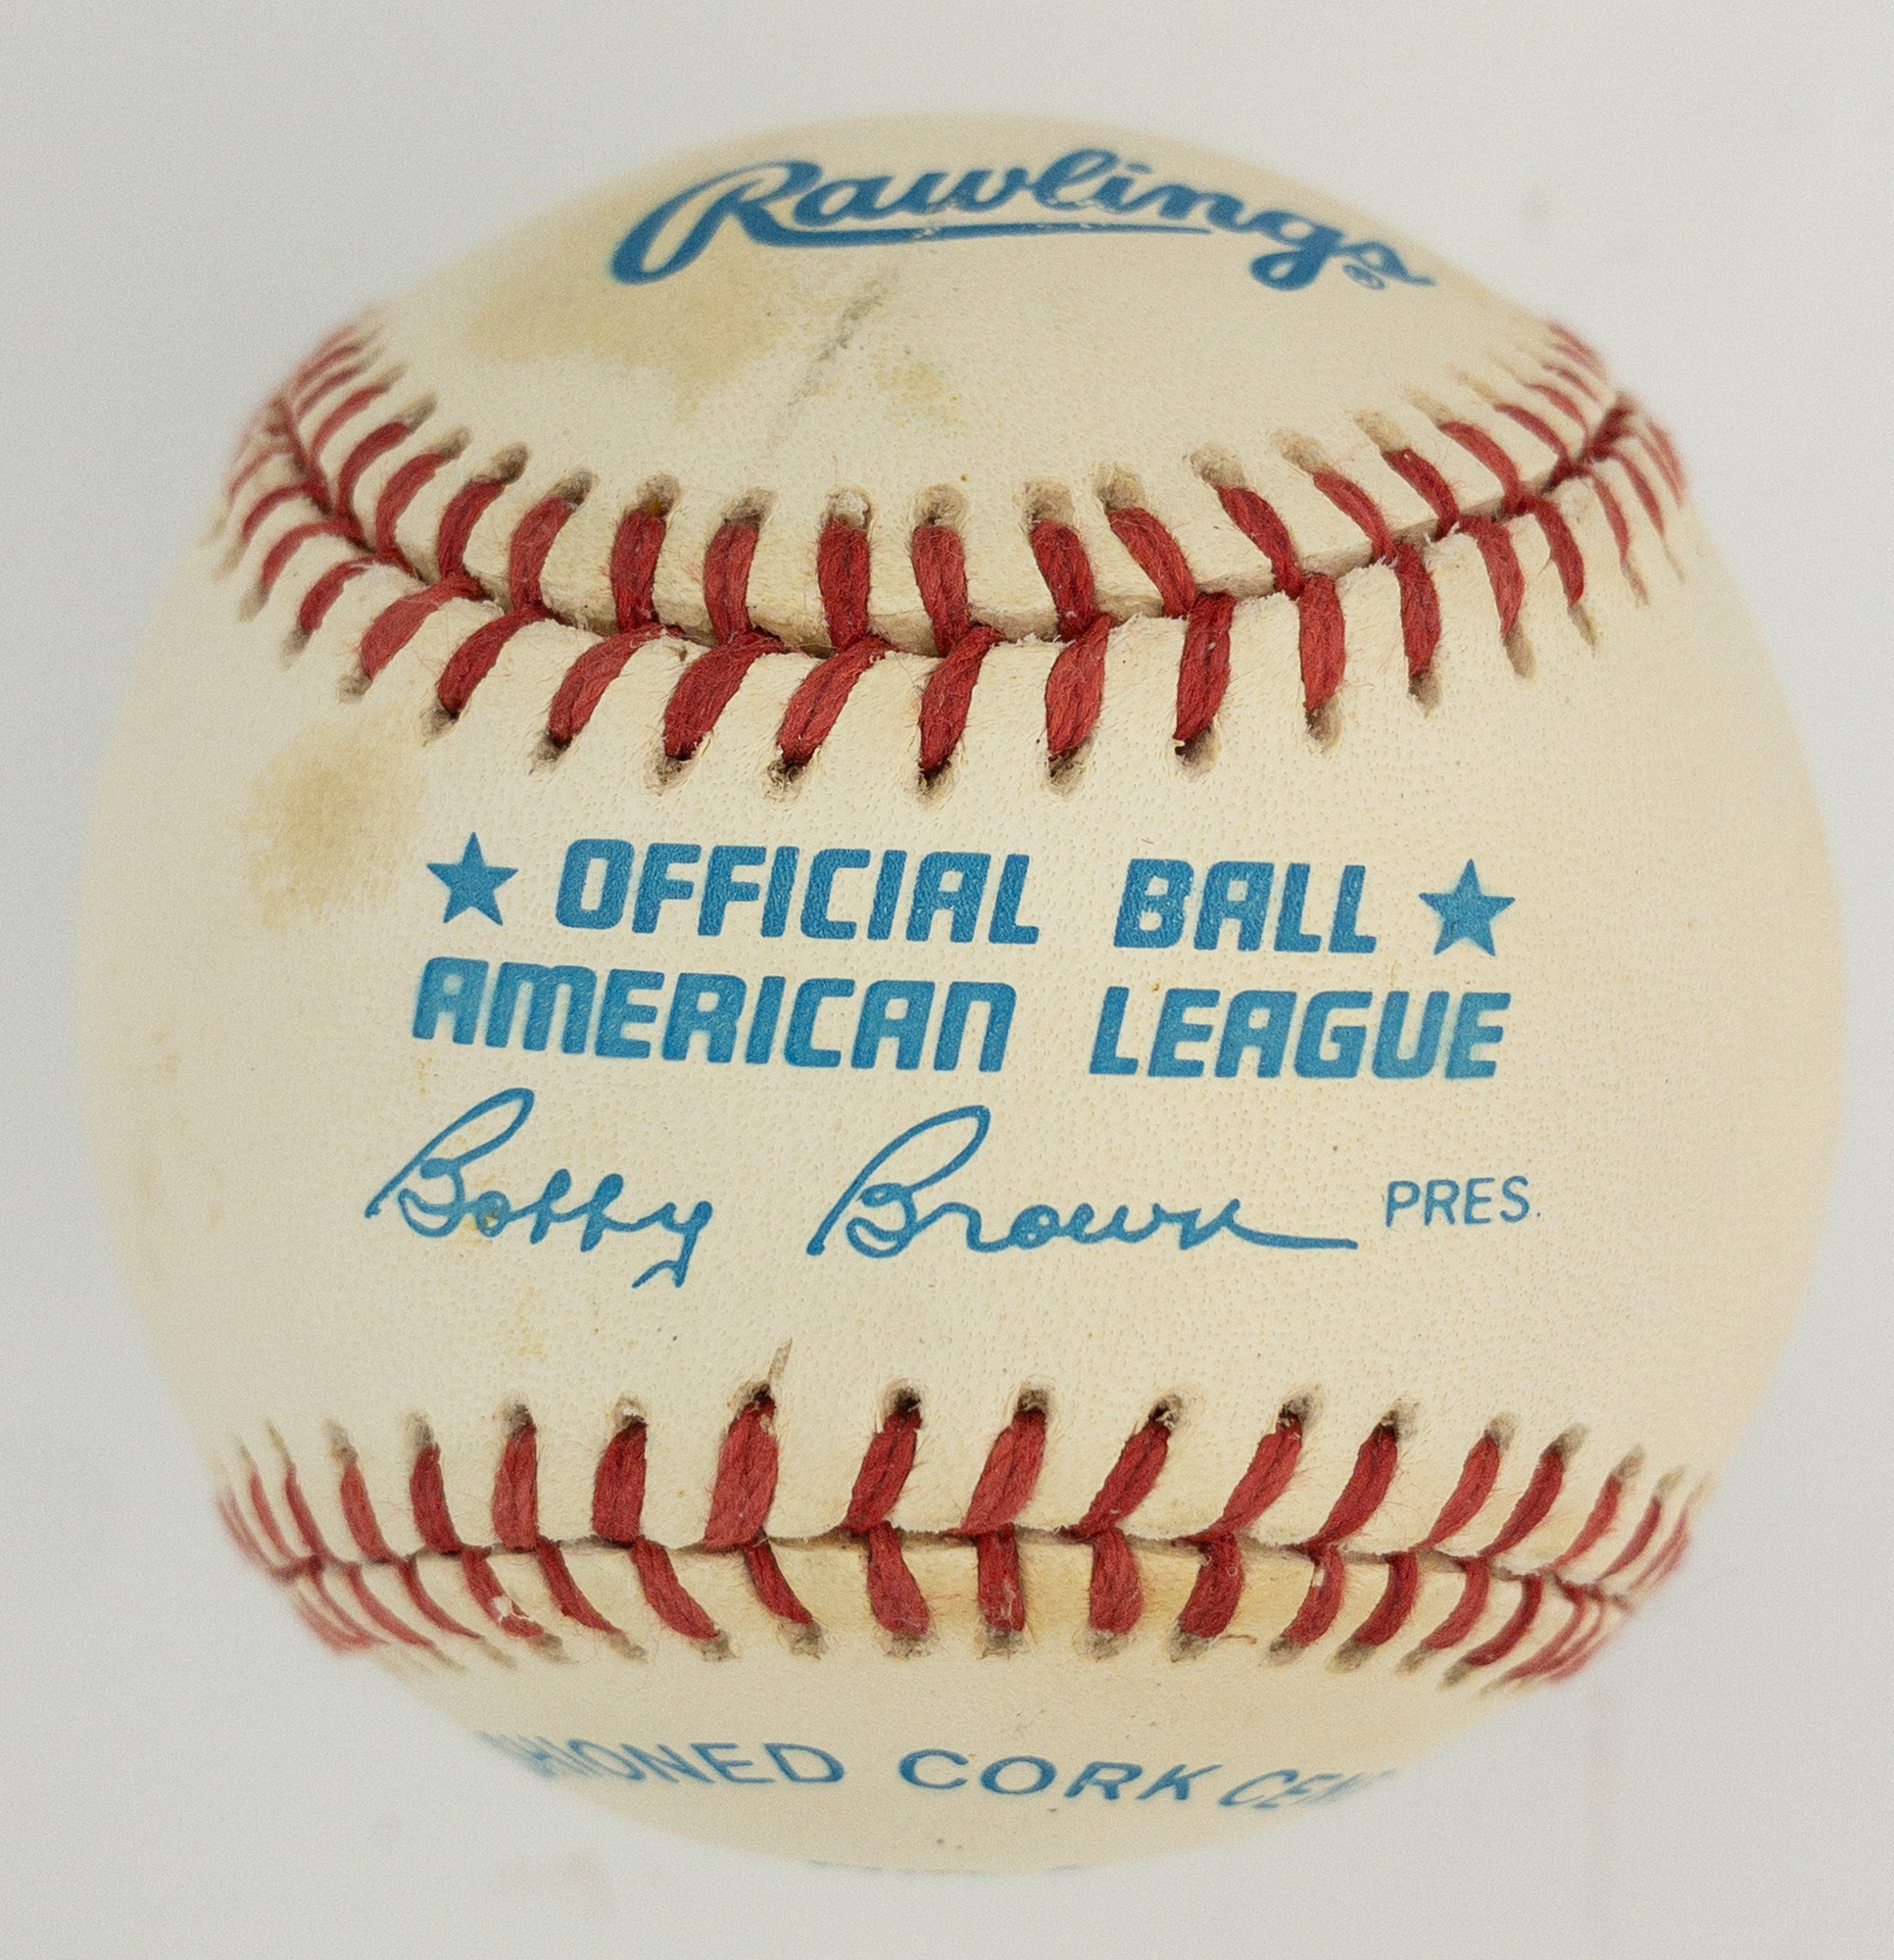 Rawlings®
★ OFFICIAL BALL ★
AMERICAN LEAGUE
Bobby Brown PRES.
CORK